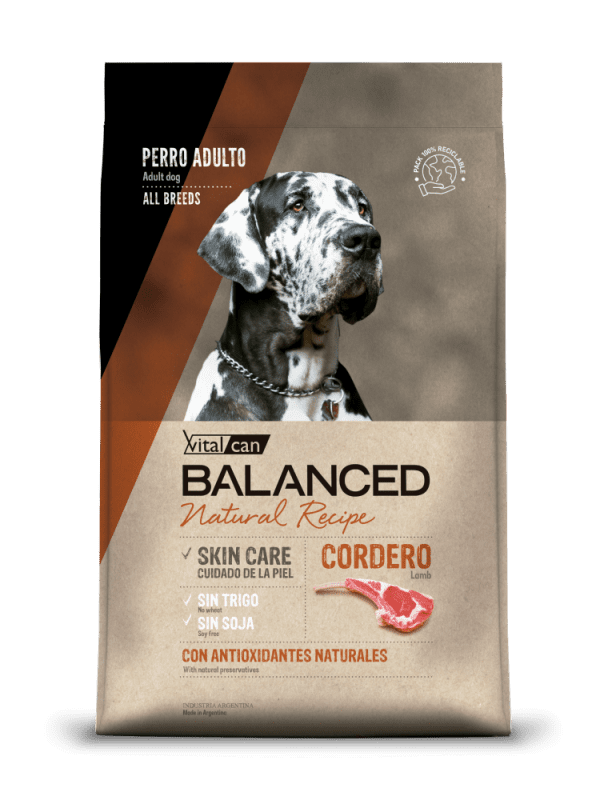 PERRO ADULTO
Adult dog
ALL BREEDS
PACK 100% RECICLABLE
Vital can
BALANCED
Natural Recipe
✓ SKIN CARE
CUIDADO DE LA PIEL
CORDERO
Lamb
✓ SIN TRIGO
No wheat
✓ SIN SOJA
Soy free
CON ANTIOXIDANTES NATURALES
With natural preservatives
INDUSTRIA ARGENTINA
Made in Argentina